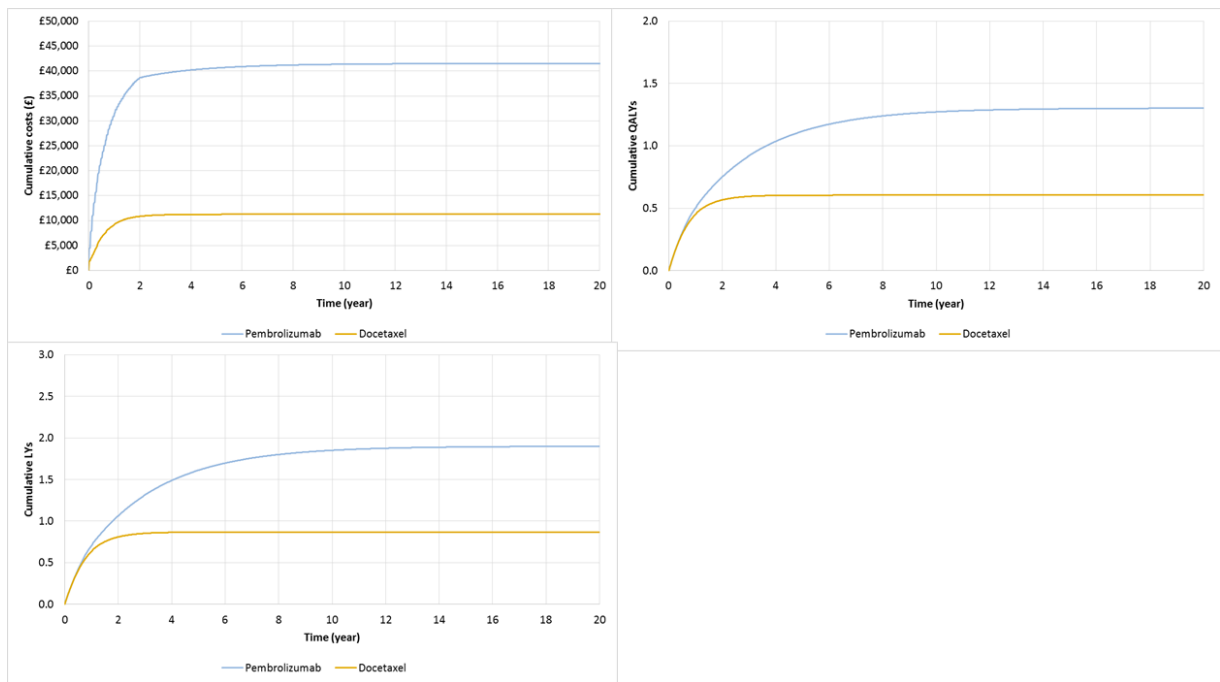 £50,000
£45,000
£40,000
£35,000
£30,000
£25,000
£20,000
£15,000
£10,000
£5,000
£0
Cumulative costs (£)
0 2 4 6 8 10 12 14 16 18 20
Time (year)
Pembrolizumab Docetaxel
2.0
1.5
1.0
0.5
0.0
Cumulative QALYs
0 2 4 6 8 10 12 14 16 18 20
Time (year)
Pembrolizumab Docetaxel
3.0
2.5
2.0
1.5
1.0
0.5
0.0
Cumulative LYs
0 2 4 6 8 10 12 14 16 18 20
Time (year)
Pembrolizumab Docetaxel